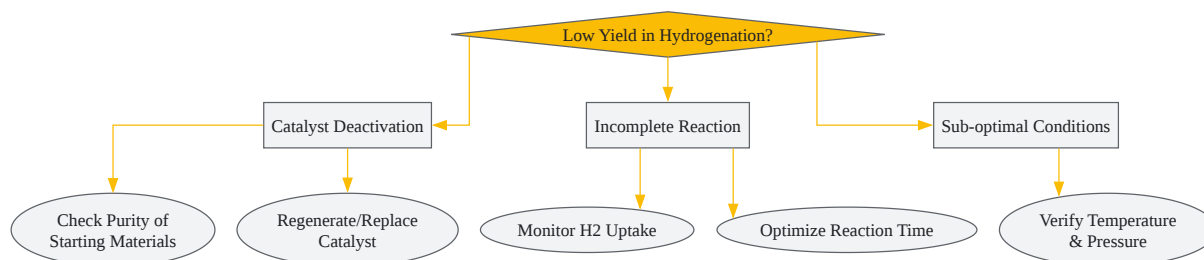 Low Yield in Hydrogenation?
Catalyst Deactivation
Incomplete Reaction
Sub-optimal Conditions
Check Purity of
Starting Materials
Regenerate/Replace
Catalyst
Monitor H2 Uptake
Optimize Reaction Time
Verify Temperature
& Pressure